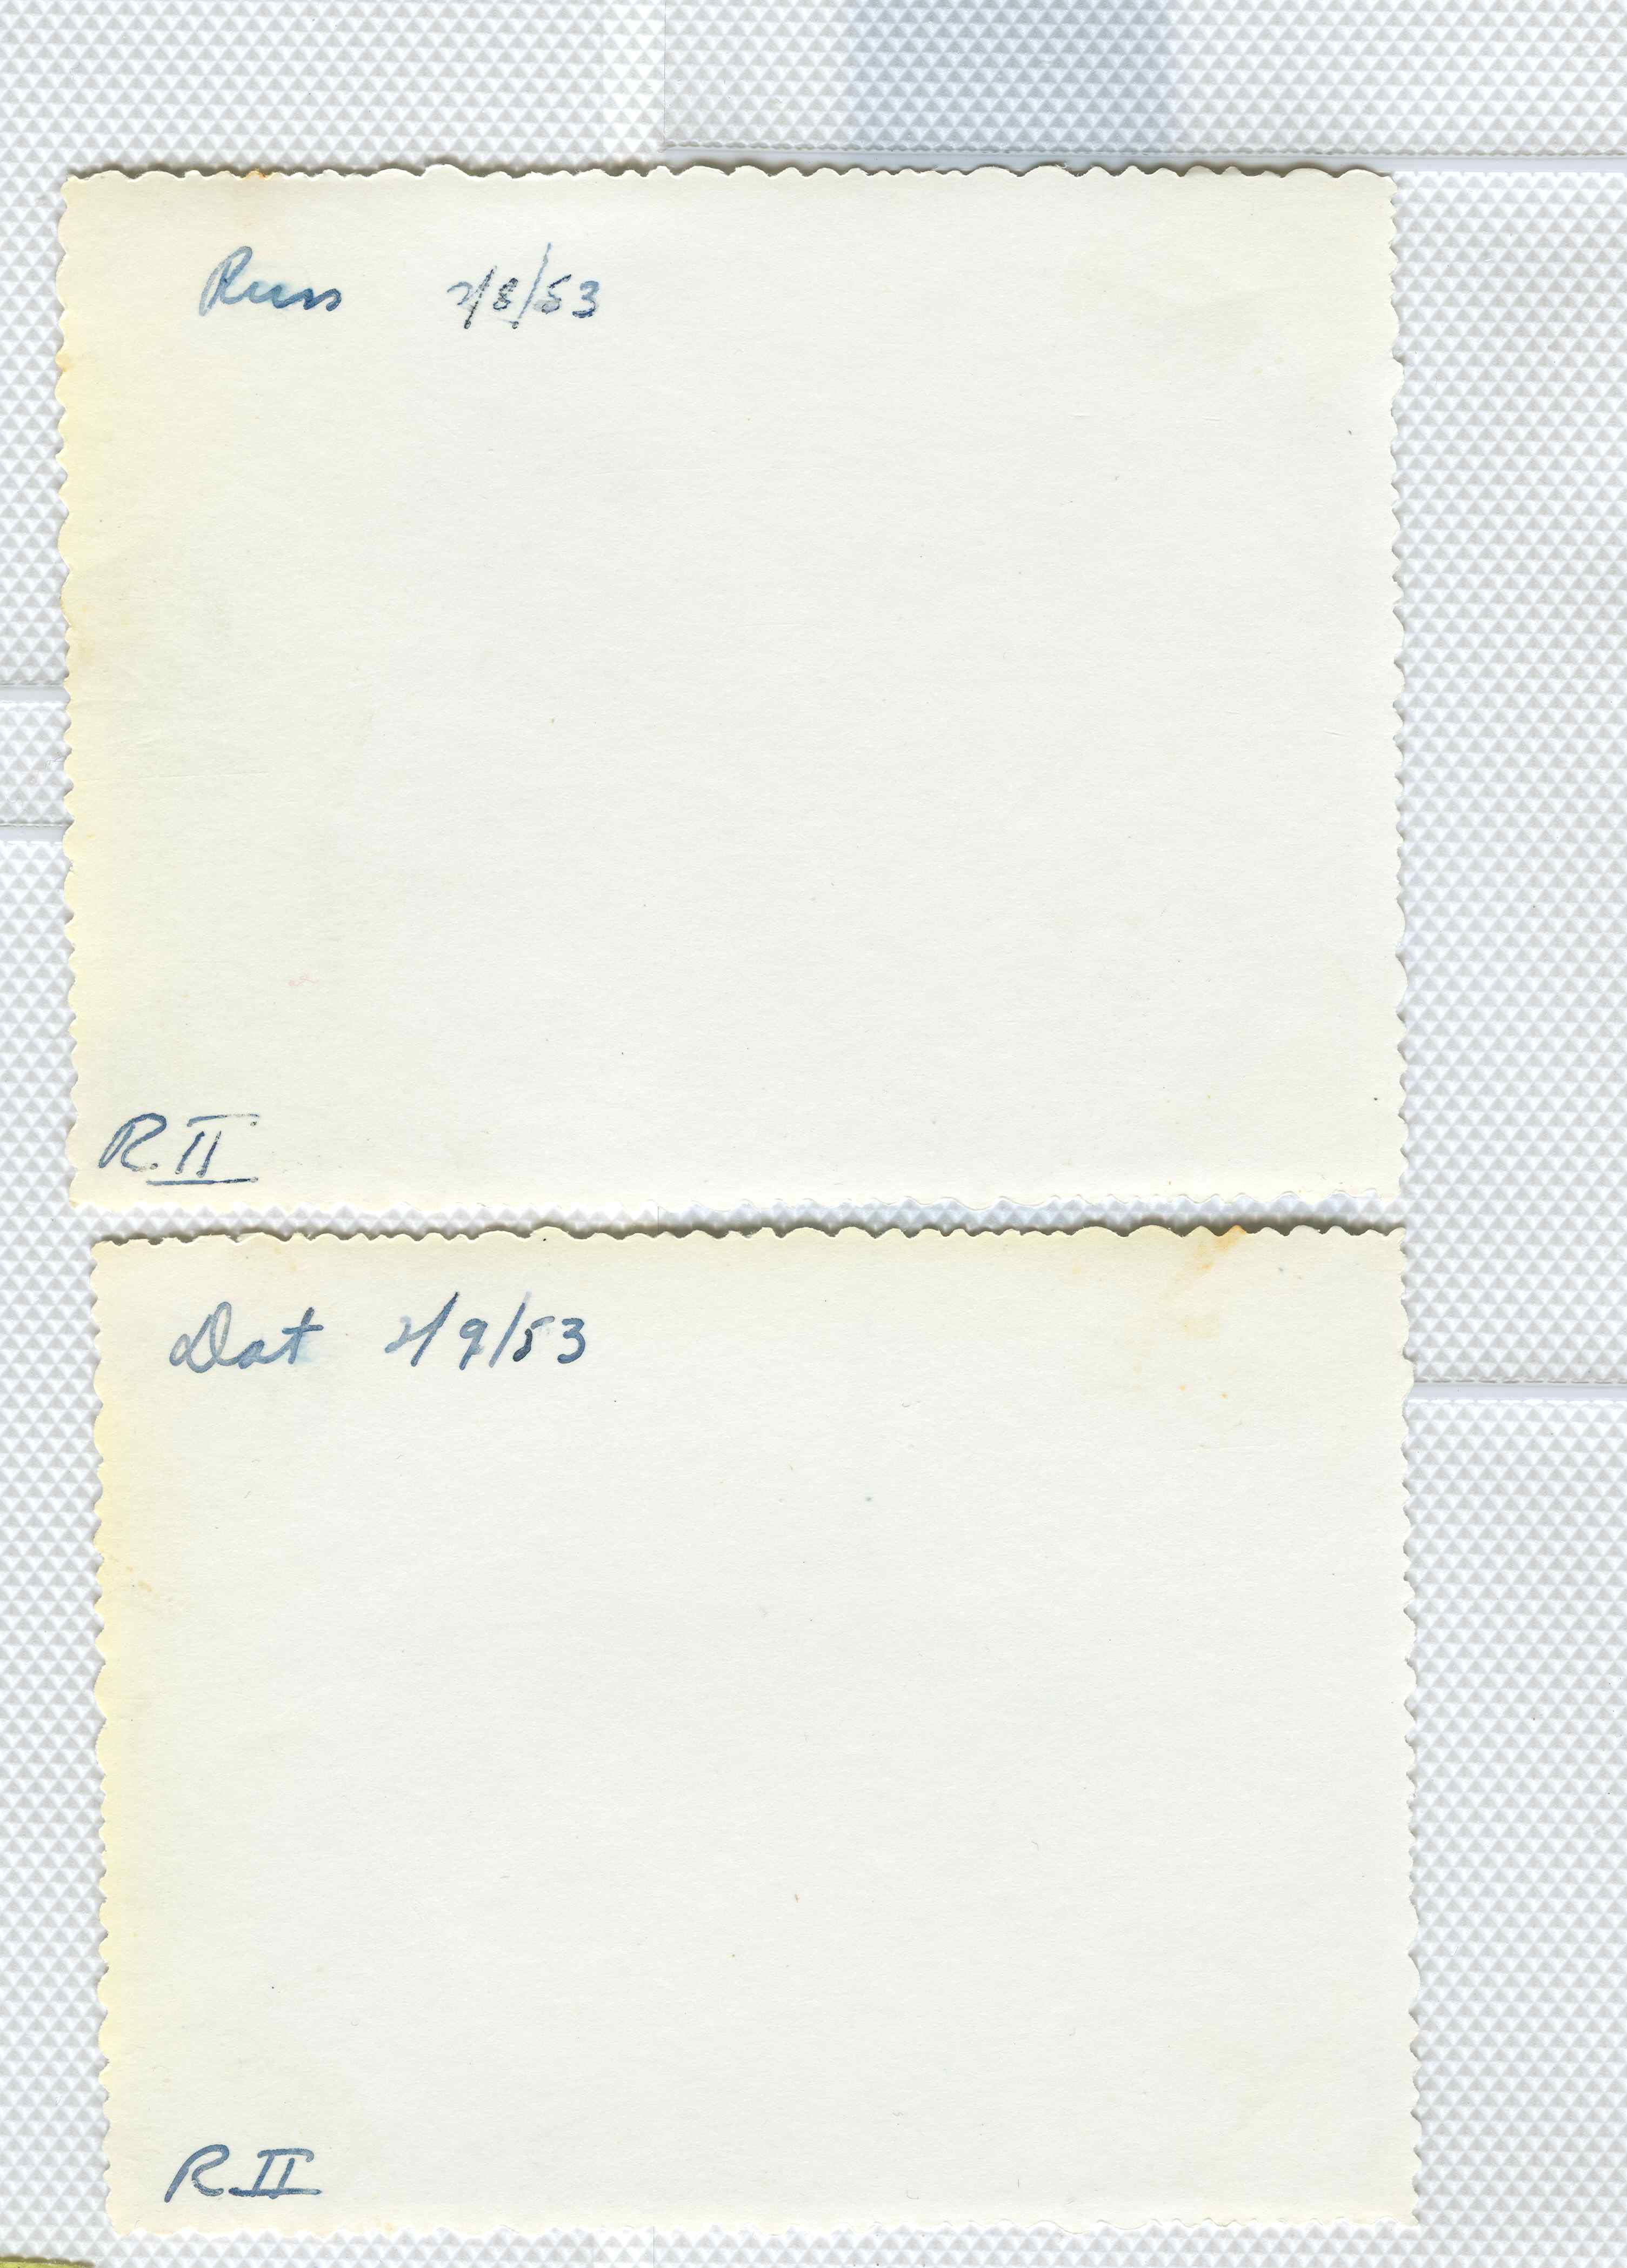 Russ 2/8/53
R. II
Dot 2/9/53
R II